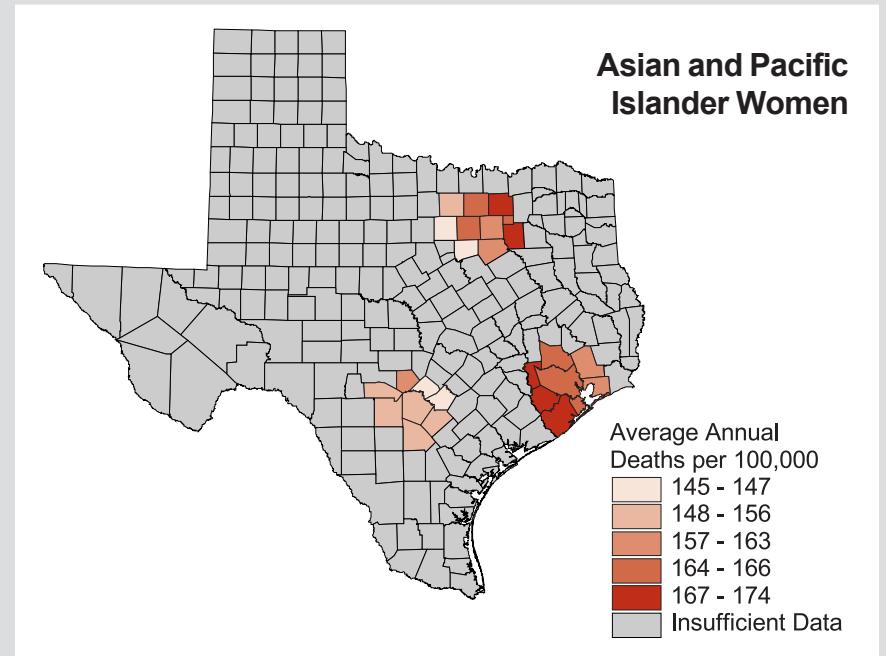 Asian and Pacific
Islander Women
Average Annual
Deaths per 100,000
145 - 147
148 - 156
157 - 163
164 - 166
167 - 174
Insufficient Data